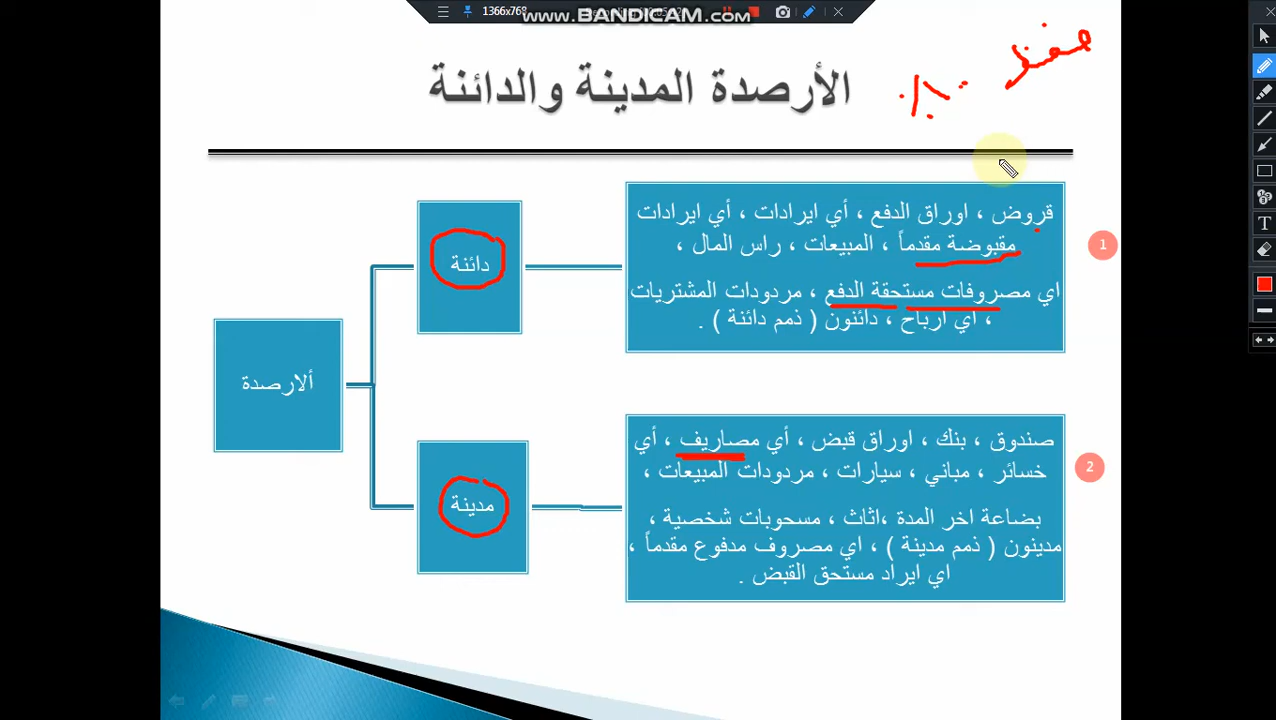 1366x768
www.BANDICAM.com
الأرصدة المدينة والدائنة
حفظ
ألارصدة
دائنة
قروض ، اوراق الدفع ، أي ايرادات ، أي ايرادات
مقبوضة مقدماً ، المبيعات ، راس المال ،
اي مصروفات مستحقة الدفع ، مردودات المشتريات
، اي ارباح ، دائنون ( ذمم دائنة ) .
1
مدينة
صندوق ، بنك ، اوراق قبض ، أي مصاريف ، أي
خسائر ، مباني ، سيارات ، مردودات المبيعات ،
بضاعة اخر المدة ،اثاث ، مسحوبات شخصية ،
مدينون ( ذمم مدينة ) ، اي مصروف مدفوع مقدماً ،
اي ايراد مستحق القبض .
2